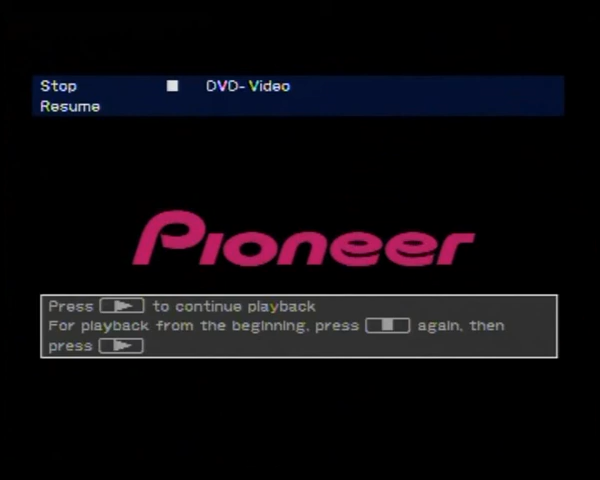 Stop ■ DVD-Video
Resume
Pioneer
Press ▶ to continue playback
For playback from the beginning, press ■ again, then
press ▶